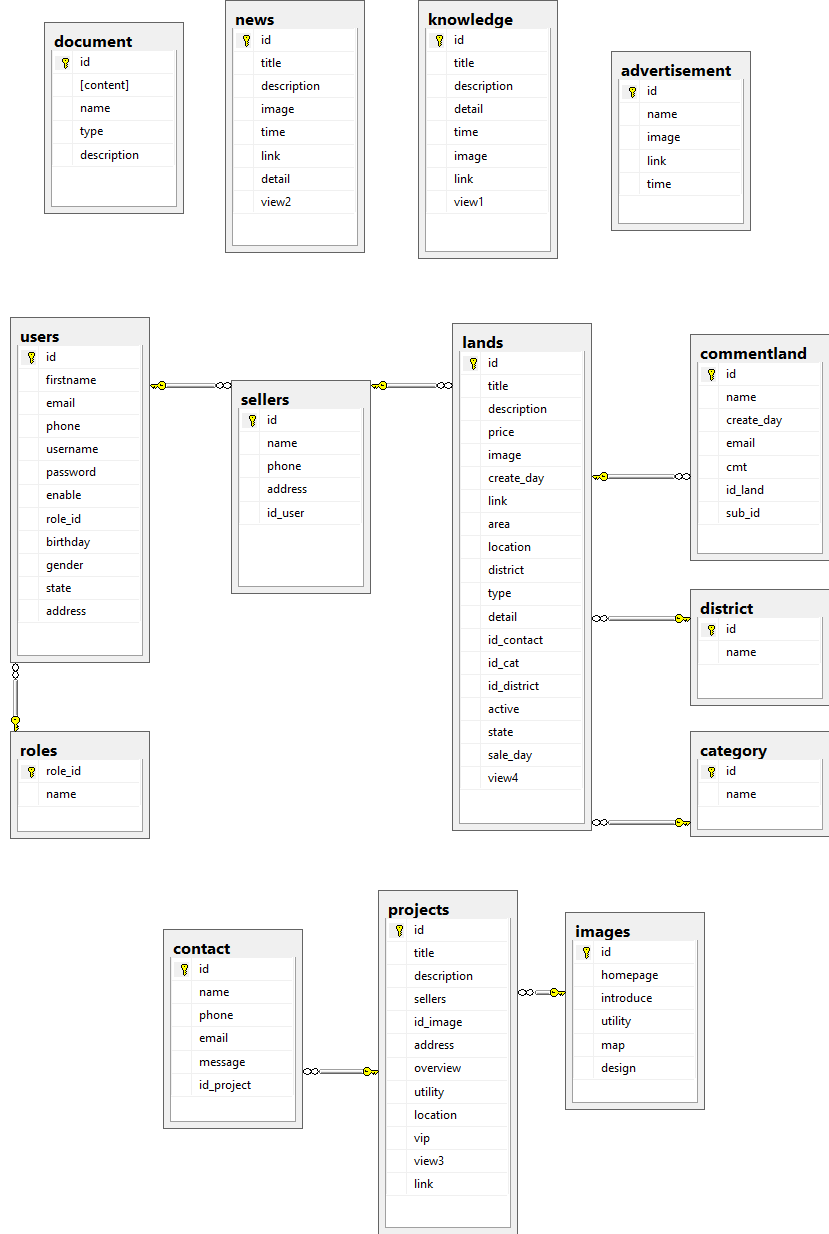 document
id
[content]
name
type
description
news
id
title
description
image
time
link
detail
view2
knowledge
id
title
description
detail
time
image
link
view1
advertisement
id
name
image
link
time
users
id
firstname
email
phone
username
password
enable
role_id
birthday
gender
state
address
sellers
id
name
phone
address
id_user
lands
id
title
description
price
image
create_day
link
area
location
district
type
detail
id_contact
id_cat
id_district
active
state
sale_day
view4
commentland
id
name
create_day
email
cmt
id_land
sub_id
district
id
name
roles
role_id
name
category
id
name
contact
id
name
phone
email
message
id_project
projects
id
title
description
sellers
id_image
address
overview
utility
location
vip
view3
link
images
id
homepage
introduce
utility
map
design